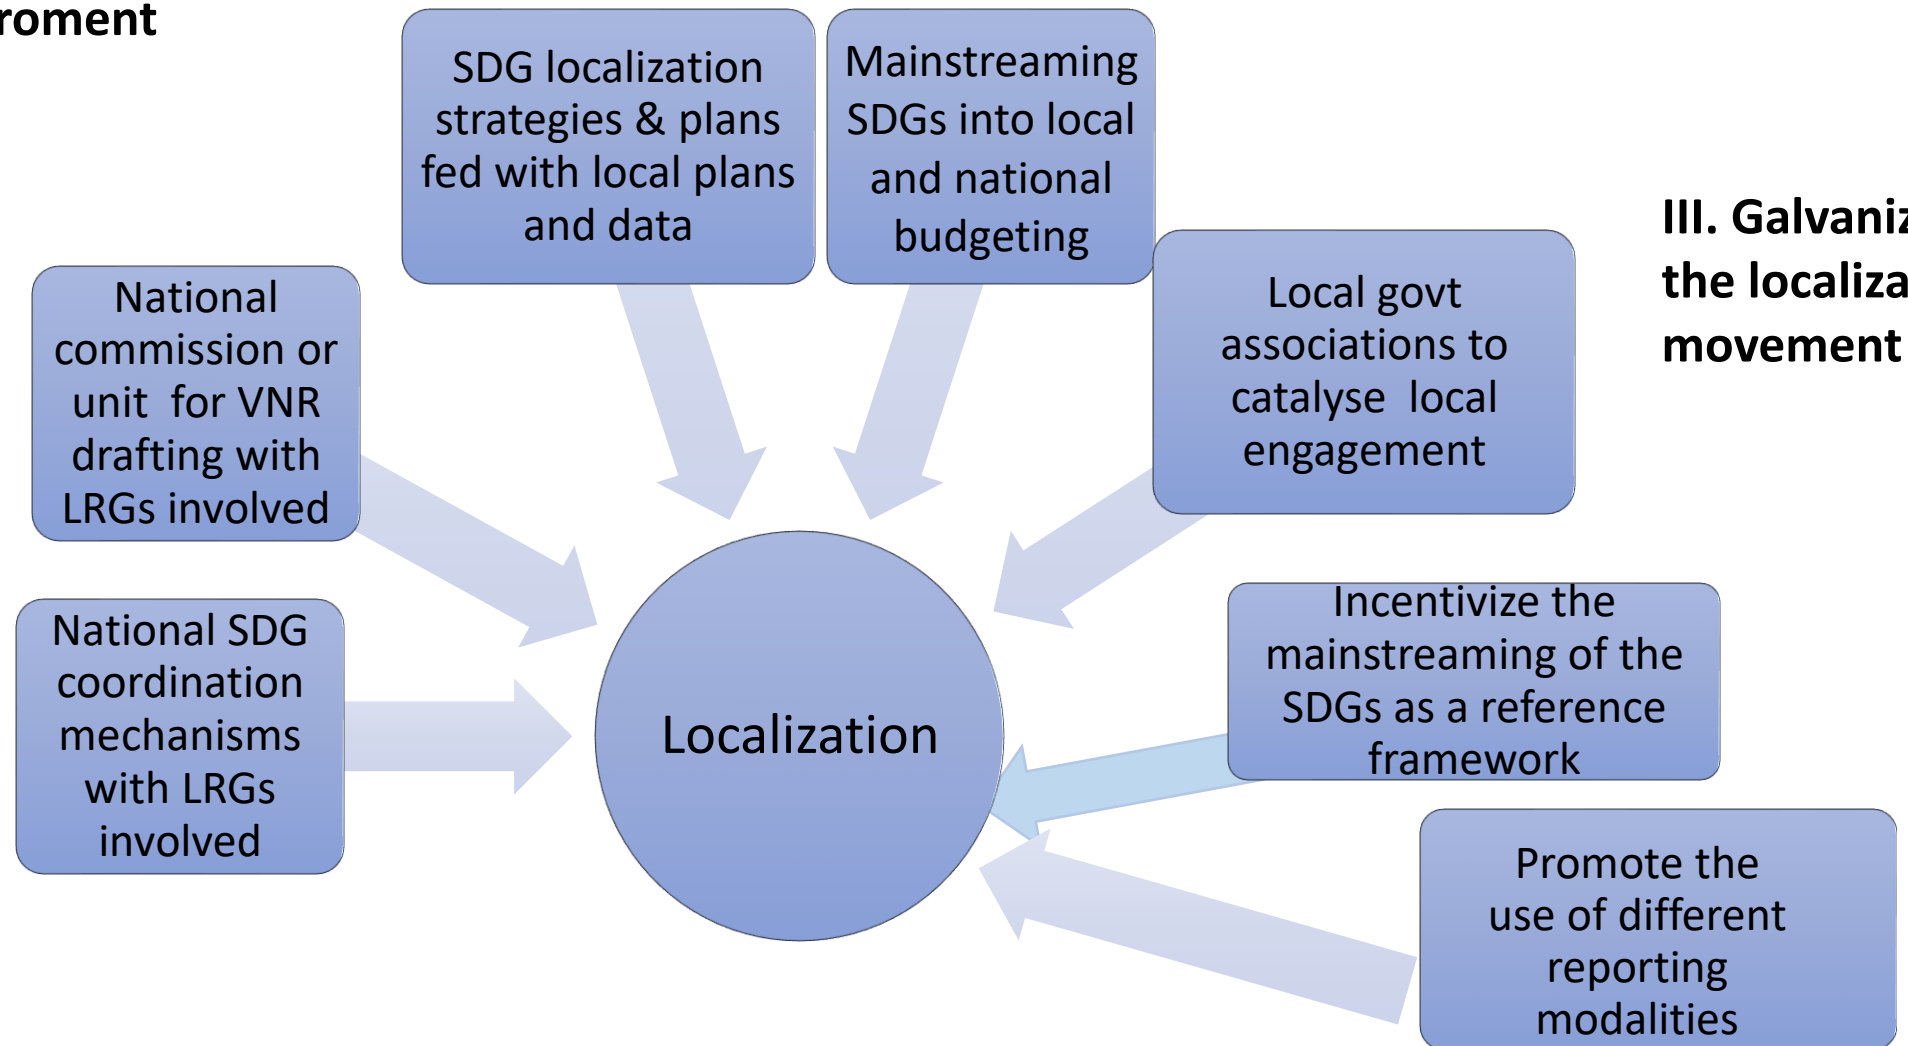 SDG localization
strategies & plans
fed with local plans
and data
Mainstreaming
SDGs into local
and national
budgeting
III.
the
movement
National
commission or
unit for VNR
drafting with
LRGs involved
Local govt
associations to
catalyse local
engagement
National SDG
coordination
mechanisms
with LRGs
involved
Localization
Incentivize the
mainstreaming of the
SDGs as a reference
framework
Promote the
use of different
reporting
modalities